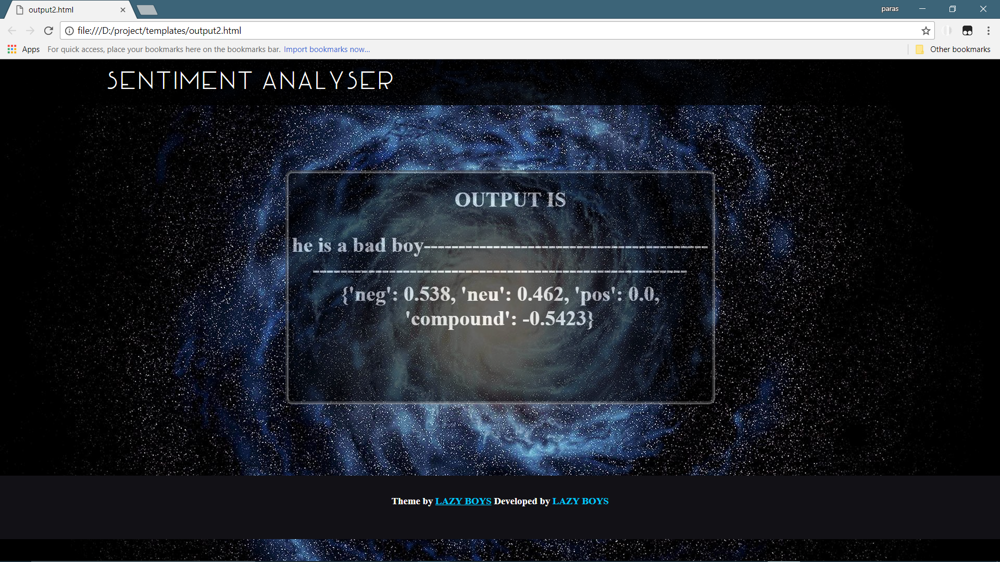 output2.html
paras
file:///D:/project/templates/output2.html
Apps For quick access, place your bookmarks here on the bookmarks bar. Import bookmarks now... Other bookmarks
SENTIMENT ANALYSER
OUTPUT IS
he is a bad boy-----------------------------------------
------------------------------------------------------
{'neg': 0.538, 'neu': 0.462, 'pos': 0.0,
'compound': -0.5423}
Theme by LAZY BOYS Developed by LAZY BOYS